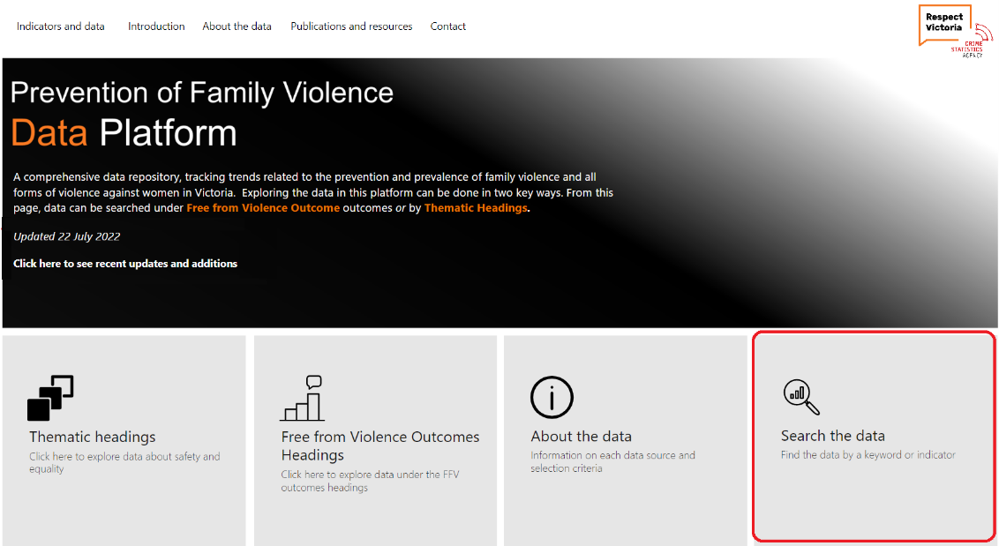 Indicators and data
Introduction
About the data
Publications and resources
Contact
Respect
Victoria
CRIME
STATISTICS
AGENCY
Prevention of Family Violence
Data Platform
A comprehensive data repository, tracking trends related to the prevention and prevalence of family violence and all
forms of violence against women in Victoria.  Exploring the data in this platform can be done in two key ways. From this
page, data can be searched under Free from Violence Outcome outcomes or by Thematic Headings.
Updated 22 July 2022
Click here to see recent updates and additions
Thematic headings
Click here to explore data about safety and
equality
Free from Violence Outcomes
Headings
Click here to explore data under the FFV
outcomes headings
About the data
Information on each data source and
selection criteria
Search the data
Find the data by a keyword or indicator